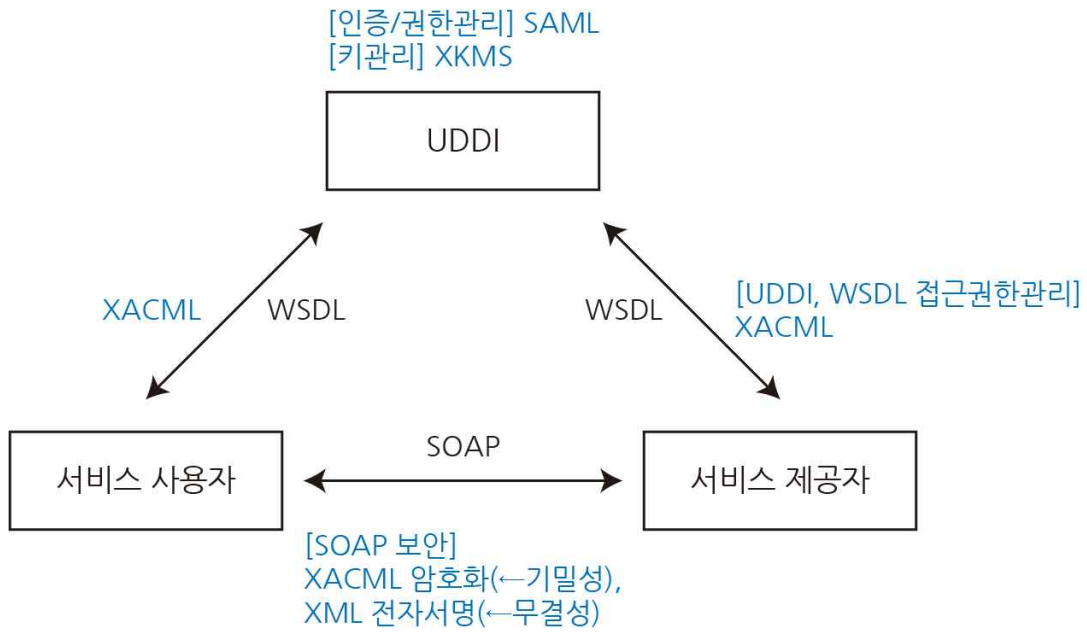 [인증/권한관리] SAML
[키관리] XKMS
UDDI
XACML
WSDL
WSDL
[UDDI, WSDL 접근권한관리]
XACML
서비스 사용자
SOAP
서비스 제공자
[SOAP 보안]
XACML 암호화(←기밀성),
XML 전자서명(←무결성)